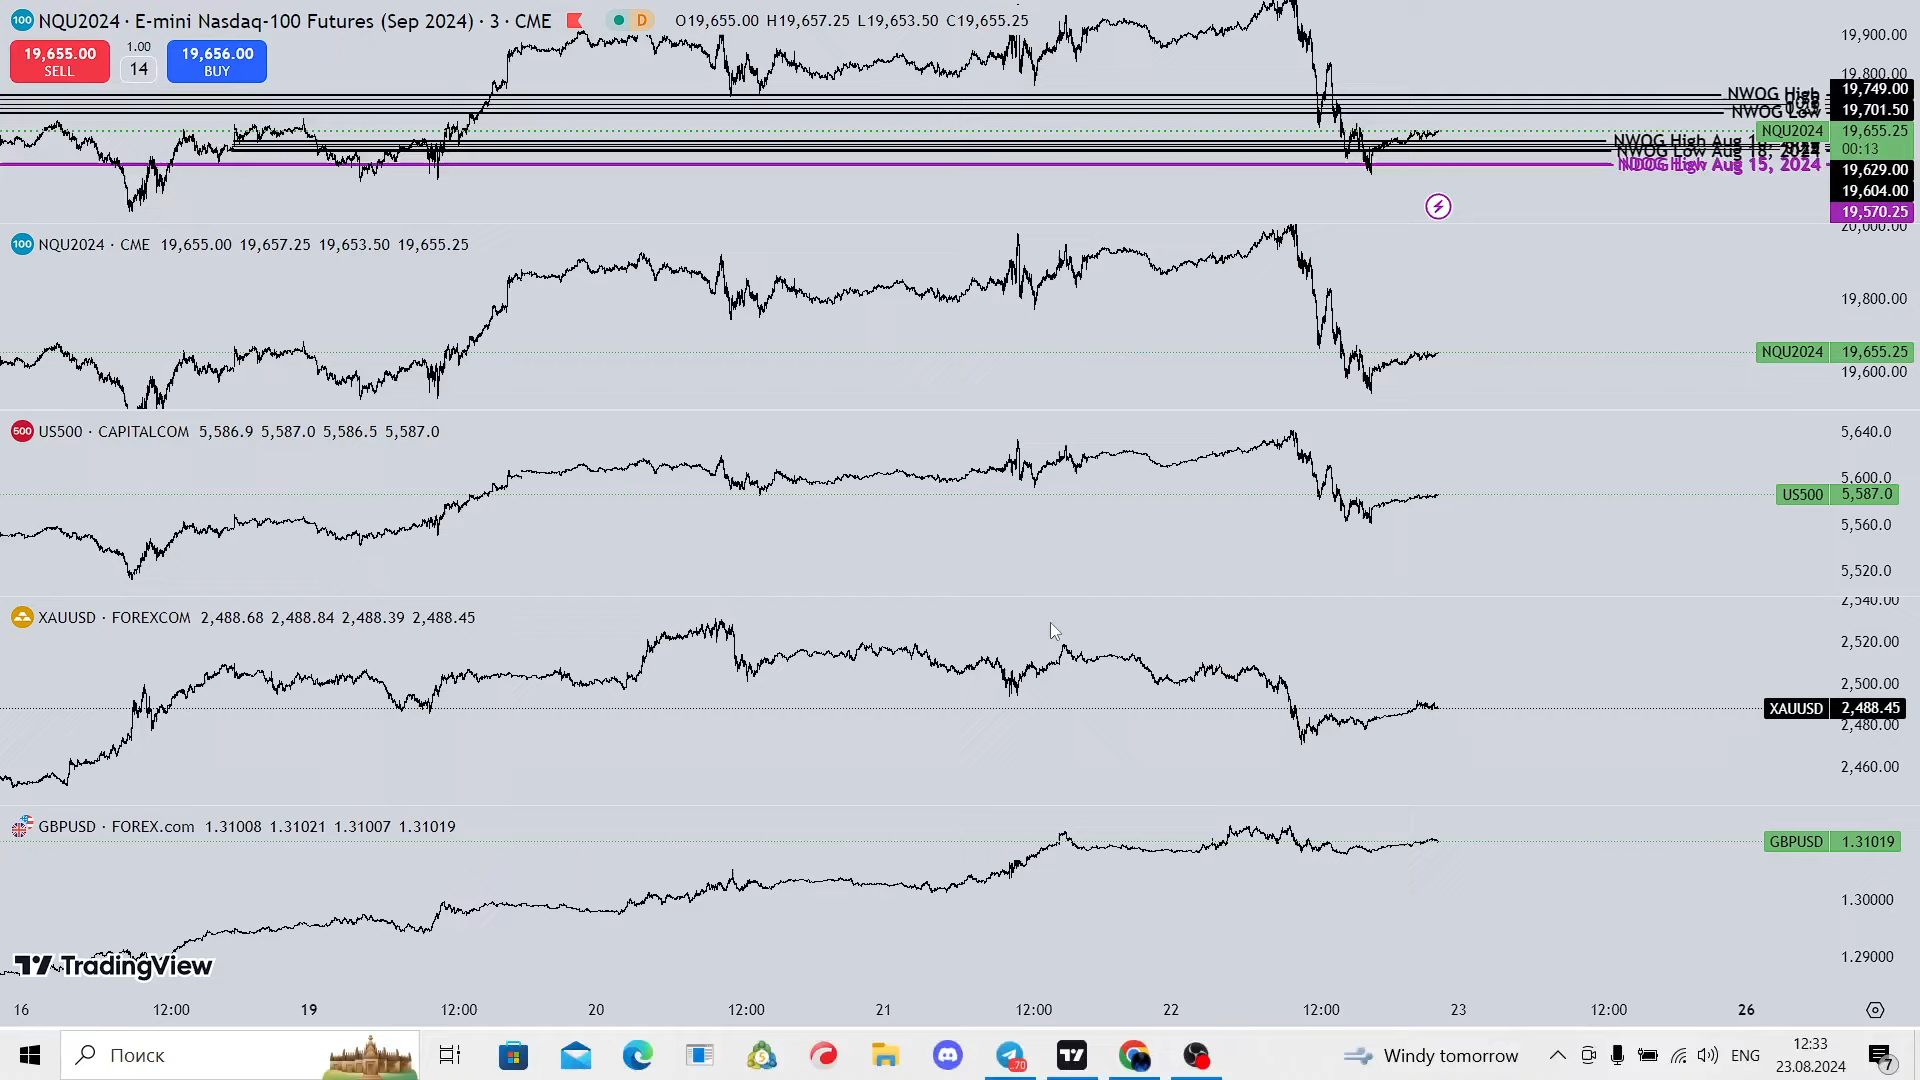 100 NQU2024 · E-mini Nasdaq-100 Futures (Sep 2024) · 3 · CME D O19,655.00 H19,657.25 L19,653.50 C19,655.25
19,900.00
19,655.00 SELL 1.00 14 19,656.00 BUY
19,800.00
NWOG High 19,749.00
NWOG Low 19,701.50
NQU2024 19,655.25
00:13
NWOG High Aug
NWOG Low Aug 18, 2024
19,629.00
Aug 15, 2024
19,604.00
19,570.25
20,000.00
100 NQU2024 · CME 19,655.00 19,657.25 19,653.50 19,655.25
19,800.00
NQU2024 19,655.25
19,600.00
500 US500 · CAPITALCOM 5,586.9 5,587.0 5,586.5 5,587.0
5,640.0
5,600.0
US500 5,587.0
5,560.0
5,520.0
2,540.00
XAUUSD · FOREXCOM 2,488.68 2,488.84 2,488.39 2,488.45
2,520.00
2,500.00
XAUUSD 2,488.45
2,480.00
2,460.00
GBPUSD · FOREX.com 1.31008 1.31021 1.31007 1.31019
GBPUSD 1.31019
1.30000
1.29000
TradingView
16 12:00 19 12:00 20 12:00 21 12:00 22 12:00 23 12:00 26
Поиск
70
Windy tomorrow
ENG
12:33
23.08.2024
7